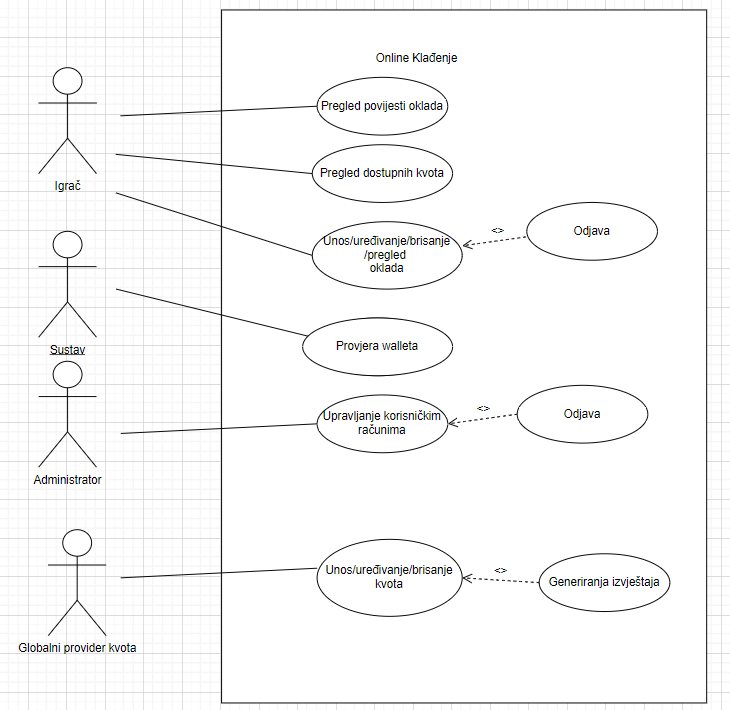 Online Klađenje
Pregled povijesti oklada
Igrač
Pregled dostupnih kvota
Unos/uređivanje/brisanje
/pregled
oklada
<>
Odjava
Sustav
Provjera walleta
Administrator
Upravljanje korisničkim
računima
<>
Odjava
Globalni provider kvota
Unos/uređivanje/brisanje
kvota
<>
Generiranja izvještaja